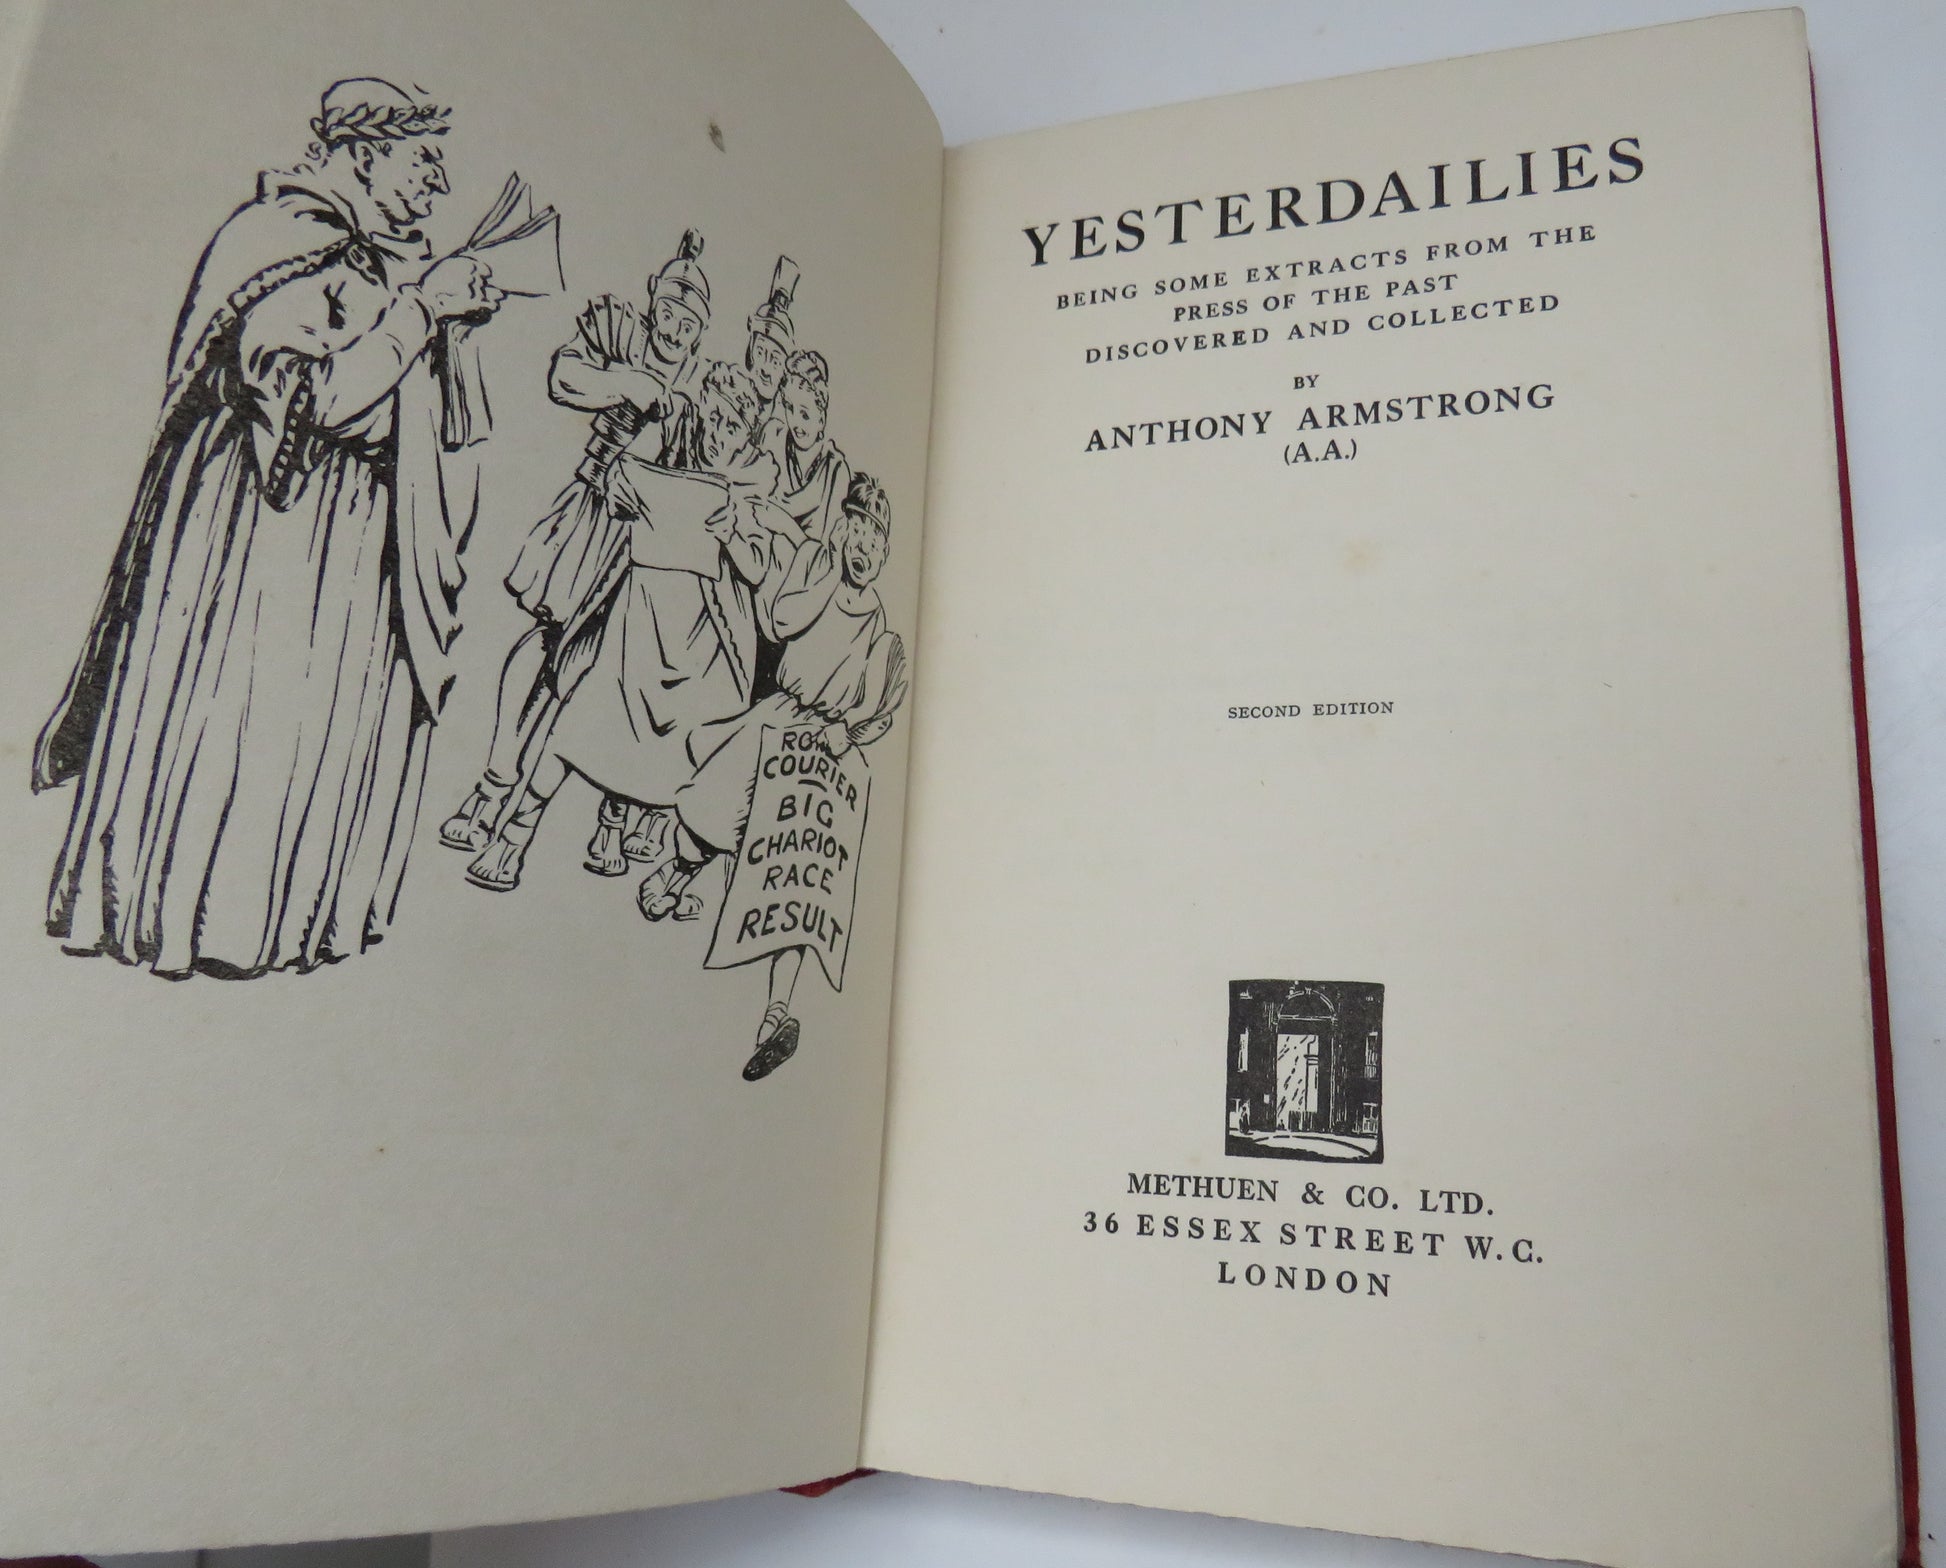 ROME
COURIER
BIG
CHARIOT
RACE
RESULT
YESTERDAILIES
BEING SOME EXTRACTS FROM THE
PRESS OF THE PAST
DISCOVERED AND COLLECTED
BY
ANTHONY ARMSTRONG
(A.A.)
SECOND EDITION
METHUEN & CO. LTD.
36 ESSEX STREET W.C.
LONDON